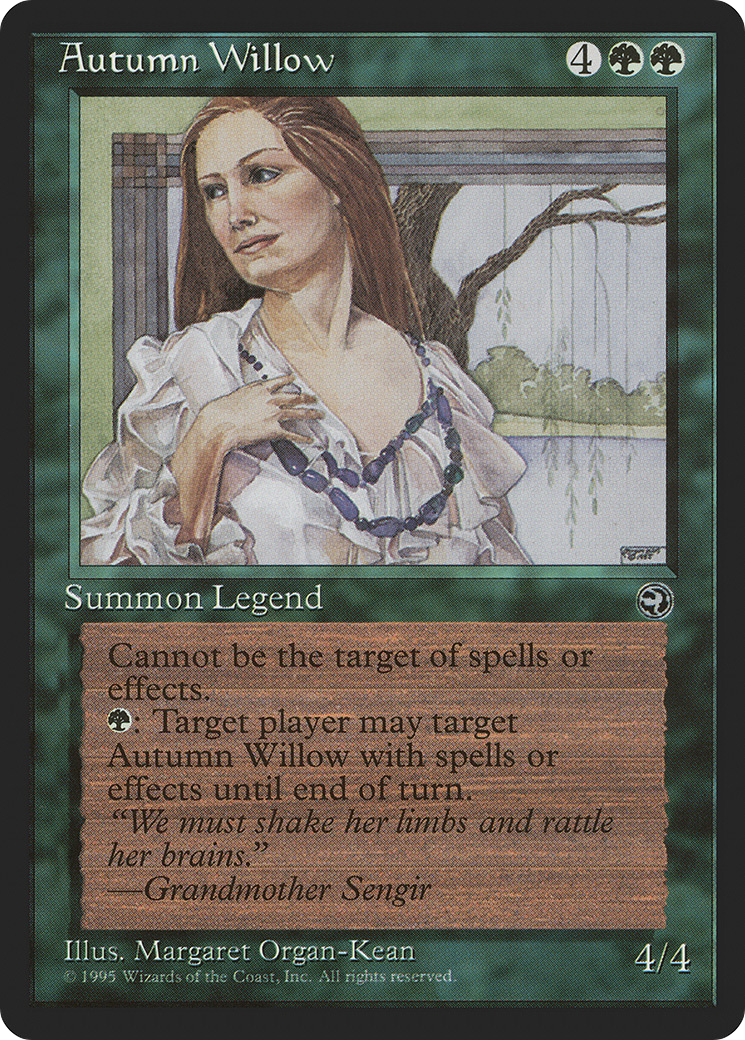 Autumn Willow 4
Summon Legend
Cannot be the target of spells or
effects.
: Target player may target
Autumn Willow with spells or
effects until end of turn.
“We must shake her limbs and rattle
her brains.”
—Grandmother Sengir
Illus. Margaret Organ-Kean
4/4
© 1995 Wizards of the Coast, Inc. All rights reserved.